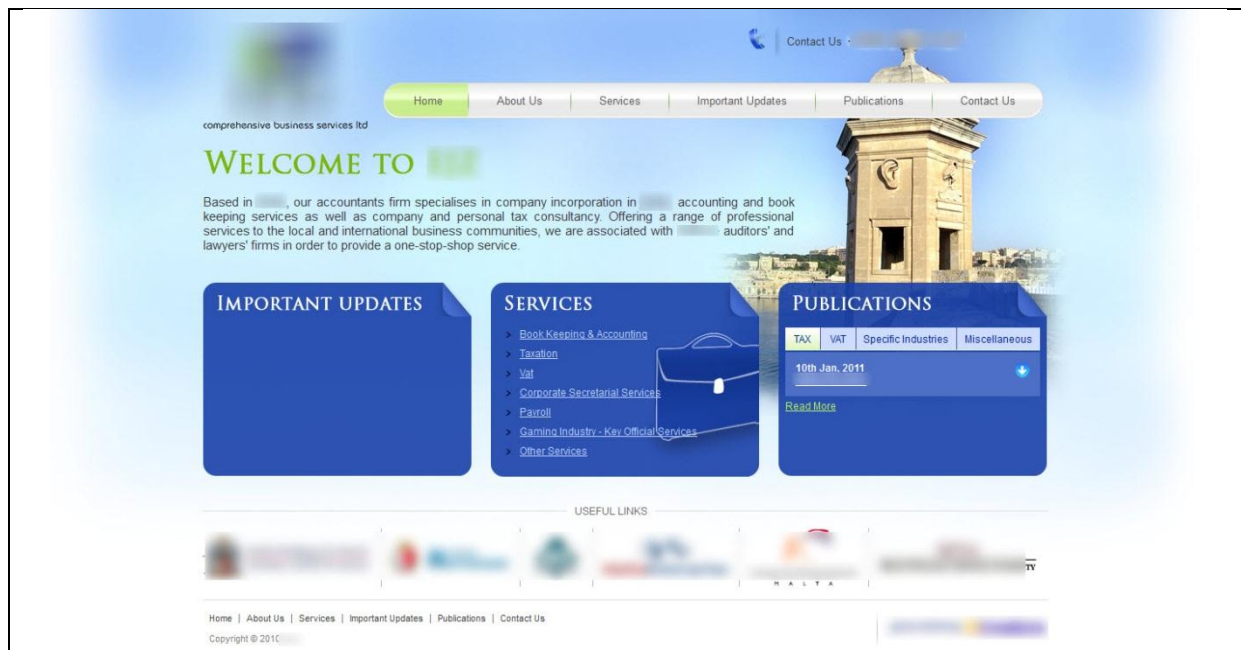 Contact Us
Home About Us Services Important Updates Publications Contact Us
comprehensive business services ltd
WELCOME TO
Based in , our accountants firm specialises in company incorporation in accounting and book
keeping services as well as company and personal tax consultancy. Offering a range of professional
services to the local and international business communities, we are associated with auditors' and
lawyers' firms in order to provide a one-stop-shop service.
IMPORTANT UPDATES
SERVICES
Book Keeping & Accounting
Taxation
Vat
Corporate Secretarial Services
Payroll
Gaming Industry - Key Official Services
Other Services
PUBLICATIONS
TAX VAT Specific Industries Miscellaneous
10th Jan, 2011
Read More
USEFUL LINKS
MALTA
Home | About Us | Services | Important Updates | Publications | Contact Us
Copyright © 2010